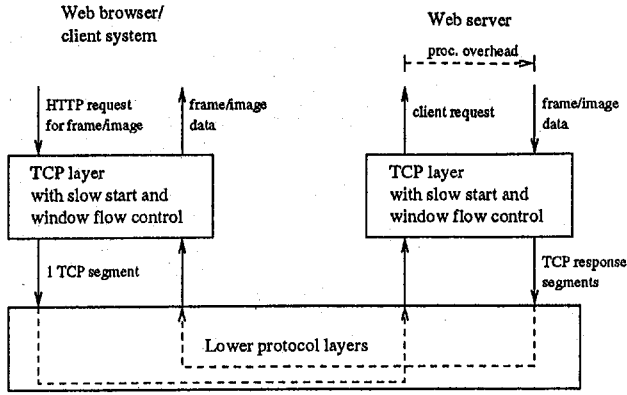 Web browser/
client system
Web server
proc. overhead
HTTP request
for frame/image
frame/image
data
client request
frame/image
data
TCP layer
with slow start and
window flow control
TCP layer
with slow start and
window flow control
1 TCP segment
TCP response
segments
Lower protocol layers